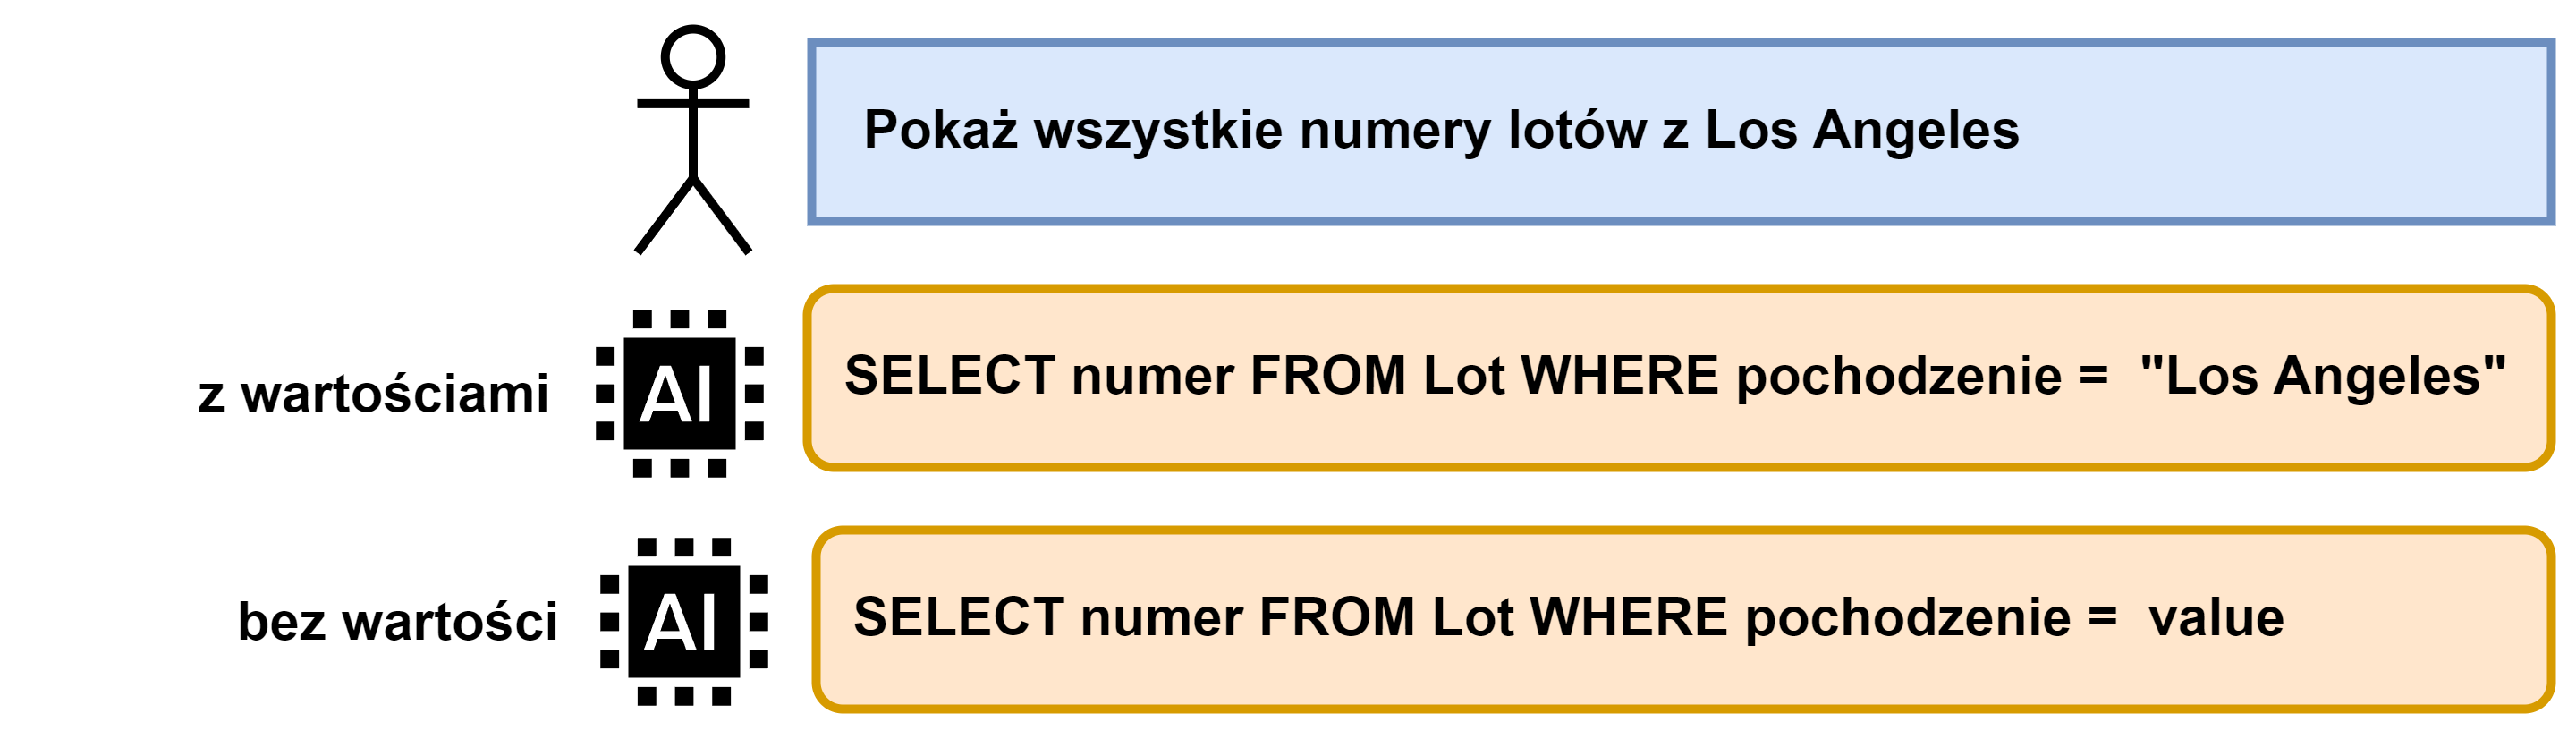 Pokaż wszystkie numery lotów z Los Angeles
z wartościami
AI
SELECT numer FROM Lot WHERE pochodzenie =  "Los Angeles"
bez wartości
AI
SELECT numer FROM Lot WHERE pochodzenie =  value